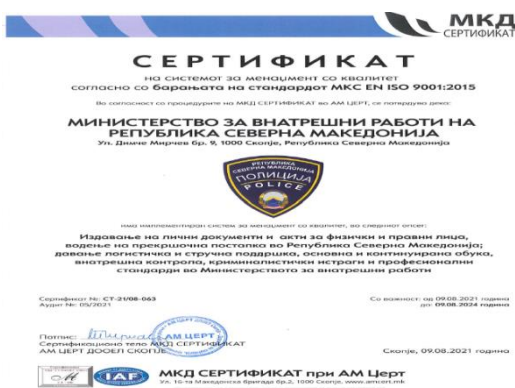 МКД
СЕРТИФИКАТ
СЕРТИФИКАТ
на системот за менаџмент со квалитет
согласно со барањата на стандардот МКС EN ISO 9001:2015
Во согласност со процедурите на МКД СЕРТИФИКАТ во АМ ЦЕРТ, се потврдува дека:
МИНИСТЕРСТВО ЗА ВНАТРЕШНИ РАБОТИ НА
РЕПУБЛИКА СЕВЕРНА МАКЕДОНИЈА
Ул. Димче Мирчев бр. 9, 1000 Скопје, Република Северна Македонија
РЕПУБЛИКА
СЕВЕРНА МАКЕДОНИЈА
ПОЛИЦИЈА
POLICE
има имплементиран систем за менаџмент со квалитет, во следниот опсег:
Издавање на лични документи и акти за физички и правни лица,
водење на прекршочна постапка во Република Северна Македонија;
давање логистичка и стручна поддршка, основна и континуирана обука,
внатрешна контрола, криминалистички истраги и професионални
стандарди во Министерството за внатрешни работи
Сертификат №: СТ-21/08-063
Аудит №: 05/2021
Со важност: од 09.08.2021 година
до: 09.08.2024 година
Потпис:
АМ ЦЕРТ
Сертификационо тело МКД СЕРТИФИКАТ
АМ ЦЕРТ ДООЕЛ СКОПЈЕ
Скопје, 09.08.2021 година
IAF
МКД СЕРТИФИКАТ при АМ Церт
Ул. 16-та Македонска бригада бр.2, 1000 Скопје, www.amcert.mk